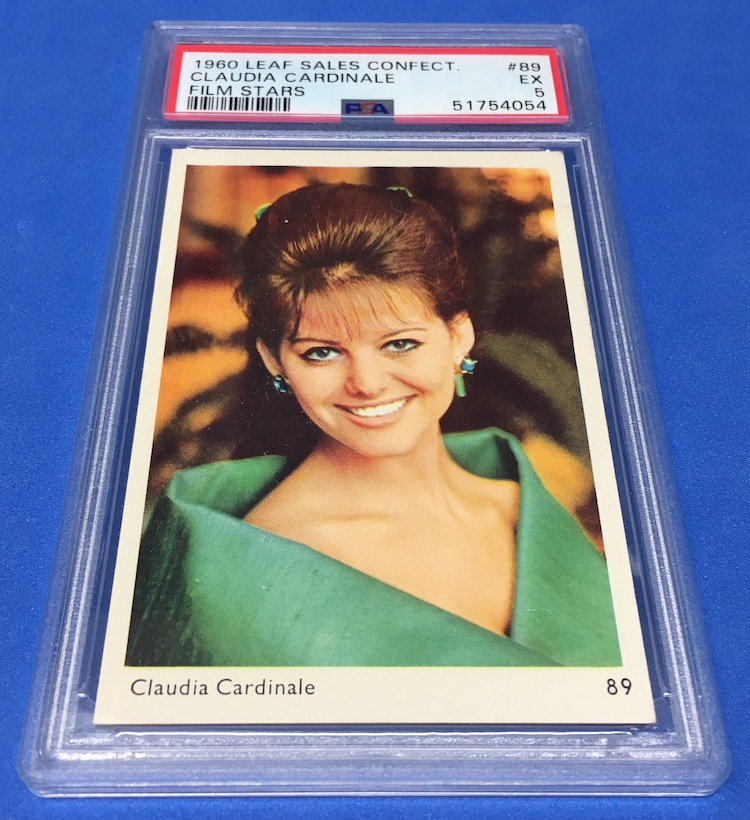 1960 LEAF SALES CONFECT. #89
CLAUDIA CARDINALE EX
FILM STARS 5
PSA 51754054
Claudia Cardinale 89